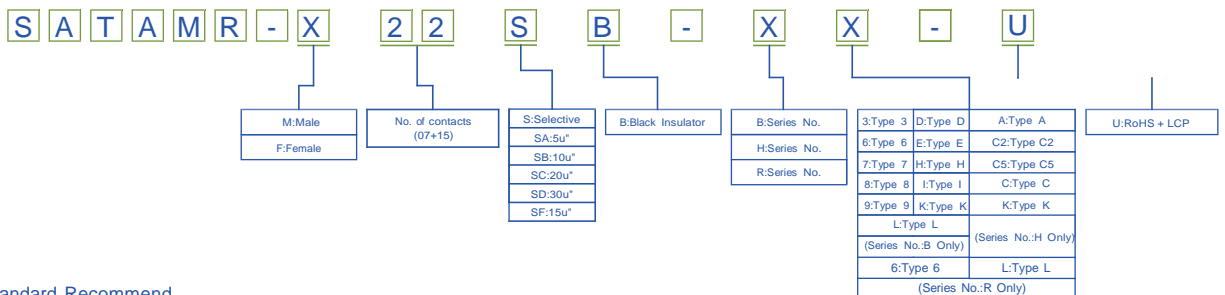 SATAMR-X 22 S B - X X - U
M:Male
F:Female
No. of contacts
(07+15)
S:Selective
SA:5u"
SB:10u"
SC:20u"
SD:30u"
SF:15u"
B:Black Insulator
B:Series No.
H:Series No.
R:Series No.
3:Type 3 D:Type D A:Type A
6:Type 6 E:Type E C2:Type C2
7:Type 7 H:Type H C5:Type C5
8:Type 8 I:Type I C:Type C
9:Type 9 K:Type K K:Type K
L:Type L
(Series No.:B Only)
(Series No.:H Only)
6:Type 6 L:Type L
(Series No.:R Only)
U:RoHS + LCP